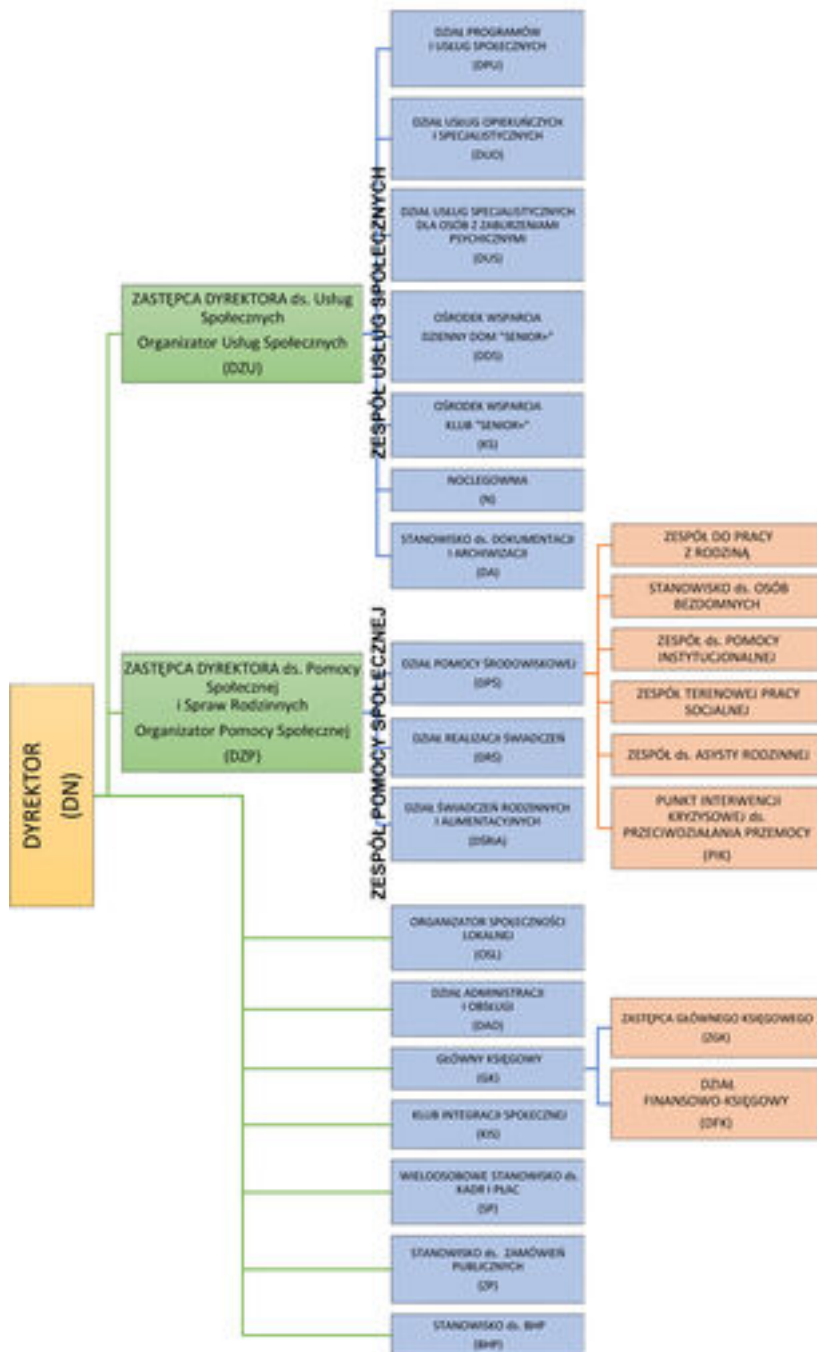 DYREKTOR
(DN)
ZASTĘPCA DYREKTORA ds. Usług
Społecznych
Organizator Usług Społecznych
(DZU)
ZESPÓŁ USŁUG SPOŁECZNYCH
DZIAŁ PROGRAMÓW
I USŁUG SPOŁECZNYCH
(DPU)
DZIAŁ USŁUG OPIEKUŃCZYCH
I SPECJALISTYCZNYCH
(DUO)
DZIAŁ USŁUG SPECJALISTYCZNYCH
DLA OSÓB Z ZABURZENIAMI
PSYCHICZNYMI
(DUS)
OŚRODEK WSPARCIA
DZIENNY DOM "SENIOR+"
(DDS)
OŚRODEK WSPARCIA
KLUB "SENIOR+"
(KS)
NOCLEGOWNIA
(N)
STANOWISKO ds. DOKUMENTACJI
I ARCHIWIZACJI
(DA)
ZASTĘPCA DYREKTORA ds. Pomocy
Społecznej
i Spraw Rodzinnych
Organizator Pomocy Społecznej
(DZP)
ZESPÓŁ POMOCY SPOŁECZNEJ
DZIAŁ POMOCY ŚRODOWISKOWEJ
(DPS)
ZESPÓŁ DO PRACY
Z RODZINĄ
STANOWISKO ds. OSÓB
BEZDOMNYCH
ZESPÓŁ ds. POMOCY
INSTYTUCJONALNEJ
ZESPÓŁ TERENOWEJ PRACY
SOCJALNEJ
ZESPÓŁ ds. ASYSTY RODZINNEJ
PUNKT INTERWENCJI
KRYZYSOWEJ ds.
PRZECIWDZIAŁANIA PRZEMOCY
(PIK)
DZIAŁ REALIZACJI ŚWIADCZEŃ
(DRS)
DZIAŁ ŚWIADCZEŃ RODZINNYCH
I ALIMENTACYJNYCH
(DŚRiA)
ORGANIZATOR SPOŁECZNOŚCI
LOKALNEJ
(OSL)
DZIAŁ ADMINISTRACJI
I OBSŁUGI
(DAO)
GŁÓWNY KSIĘGOWY
(GK)
ZASTĘPCA GŁÓWNEGO KSIĘGOWEGO
(ZGK)
DZIAŁ
FINANSOWO-KSIĘGOWY
(DFK)
KLUB INTEGRACJI SPOŁECZNEJ
(KIS)
WIELOOSOBOWE STANOWISKO ds.
KADR I PŁAC
(SP)
STANOWISKO ds. ZAMÓWIEŃ
PUBLICZNYCH
(ZP)
STANOWISKO ds. BHP
(BHP)